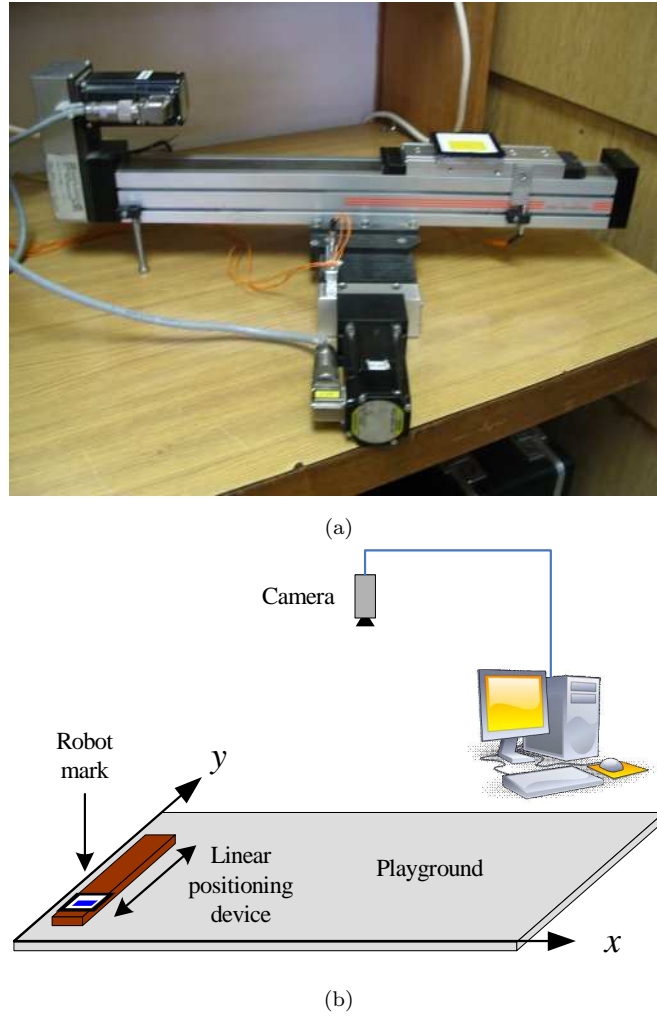 (a)
Camera
Robot
mark
y
Linear
positioning
device
Playground
x
(b)